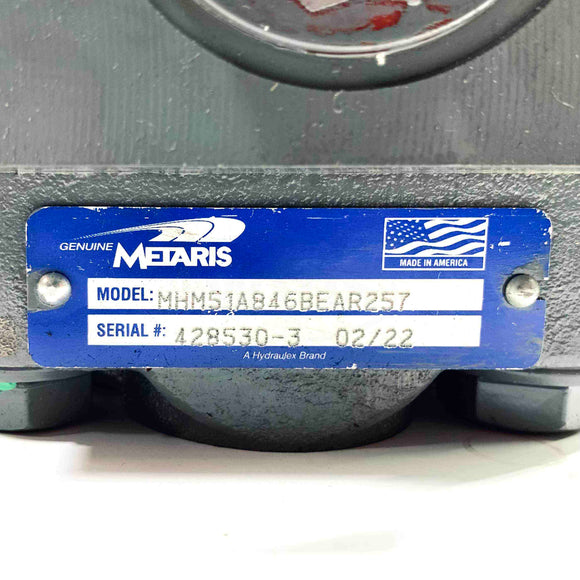 GENUINE METARIS
MADE IN AMERICA
MODEL: MHM51A846BEAR257
SERIAL #: 428530-3 02/22
A Hydraulex Brand